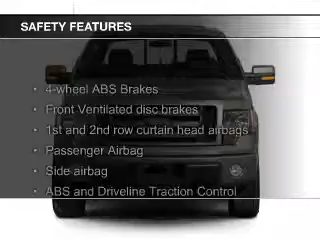 SAFETY FEATURES
• 4-wheel ABS Brakes
• Front Ventilated disc brakes
• 1st and 2nd row curtain head airbags
• Passenger Airbag
• Side airbag
• ABS and Driveline Traction Control